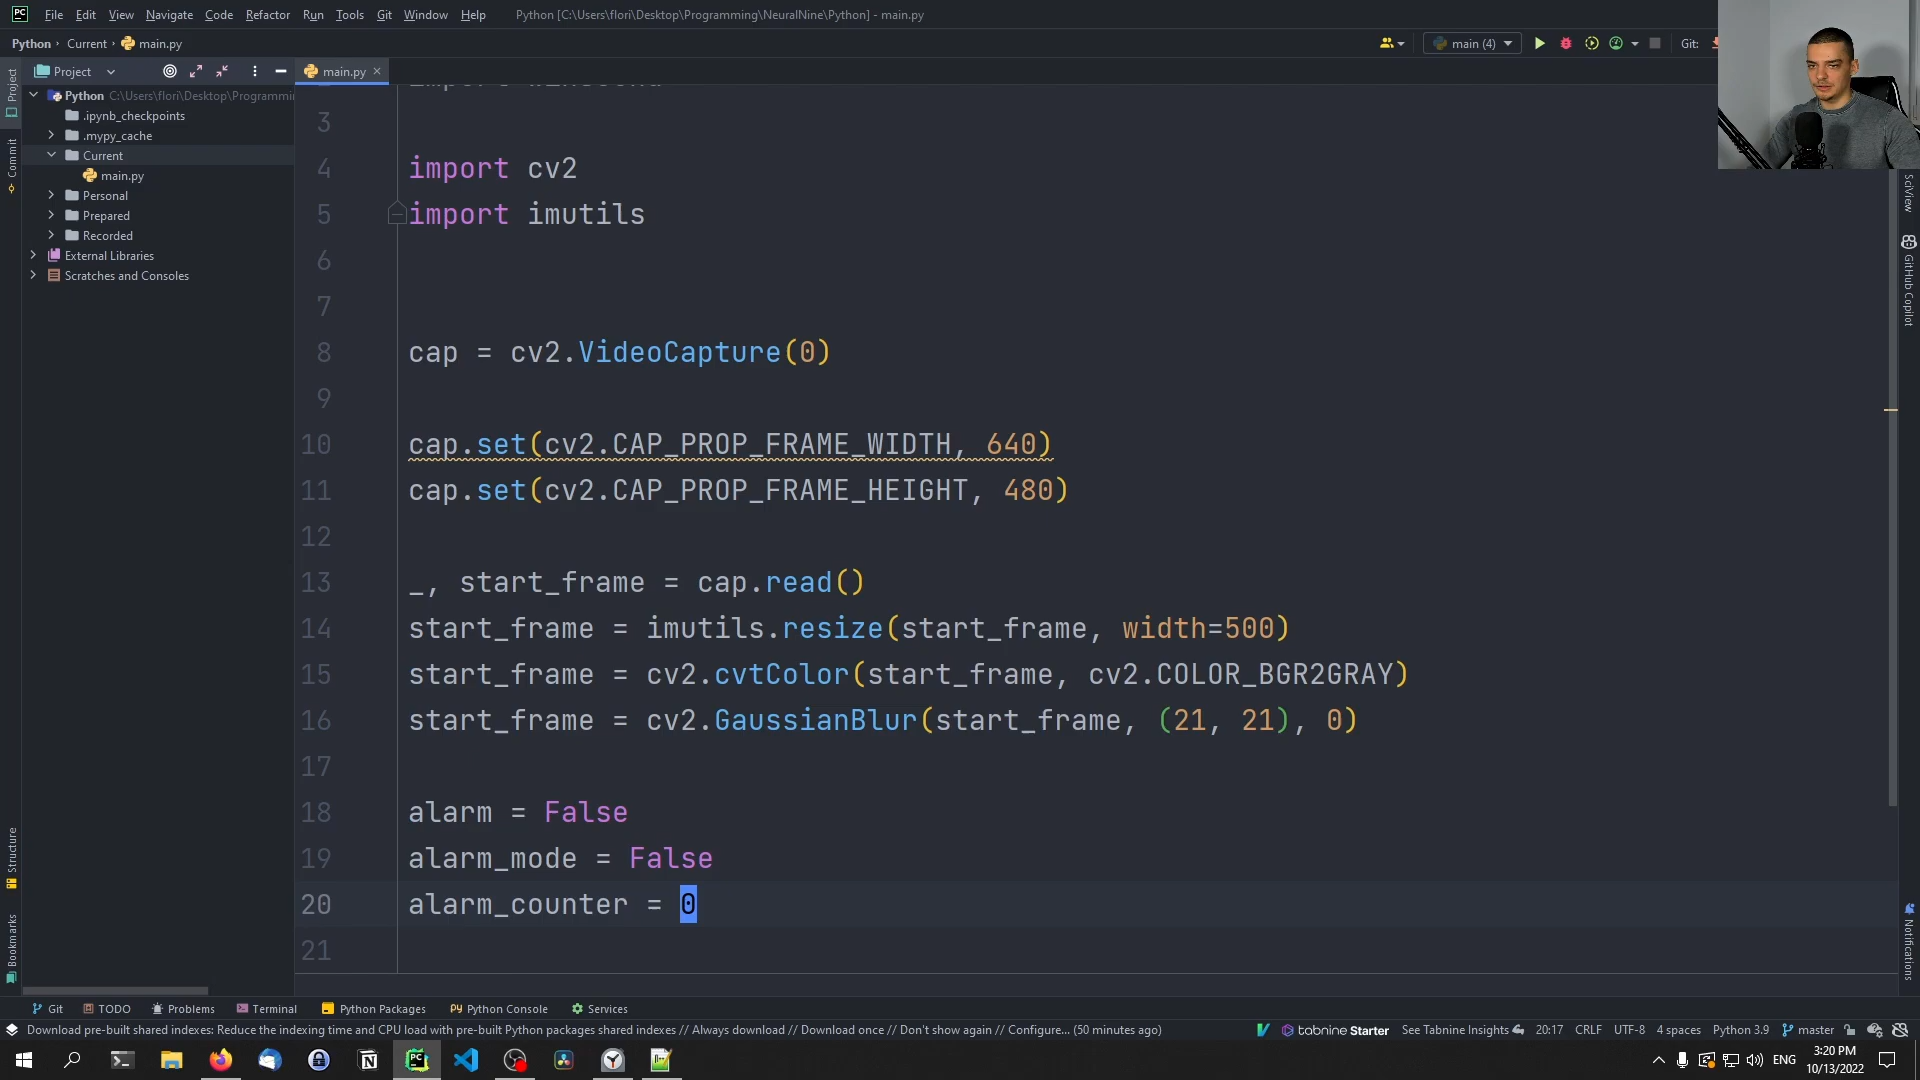 File Edit View Navigate Code Refactor Run Tools Git Window Help Python [C:\Users\flori\Desktop\Programming\NeuralNine\Python] - main.py
Python Current main.py
main (4) Git:
Project
main.py
Project
Commit
Structure
Bookmarks
Python C:\Users\flori\Desktop\Programmi
.ipynb_checkpoints
.mypy_cache
Current
main.py
Personal
Prepared
Recorded
External Libraries
Scratches and Consoles
3
4 import cv2
5 import imutils
6
7
8 cap = cv2.VideoCapture(0)
9
10 cap.set(cv2.CAP_PROP_FRAME_WIDTH, 640)
11 cap.set(cv2.CAP_PROP_FRAME_HEIGHT, 480)
12
13 _, start_frame = cap.read()
14 start_frame = imutils.resize(start_frame, width=500)
15 start_frame = cv2.cvtColor(start_frame, cv2.COLOR_BGR2GRAY)
16 start_frame = cv2.GaussianBlur(start_frame, (21, 21), 0)
17
18 alarm = False
19 alarm_mode = False
20 alarm_counter = 0
21
SciView
GitHub Copilot
Notifications
Git TODO Problems Terminal Python Packages Python Console Services
Download pre-built shared indexes: Reduce the indexing time and CPU load with pre-built Python packages shared indexes // Always download // Download once // Don't show again // Configure... (50 minutes ago) tabnine Starter See Tabnine Insights 20:17 CRLF UTF-8 4 spaces Python 3.9 master
ENG 3:20 PM
10/13/2022